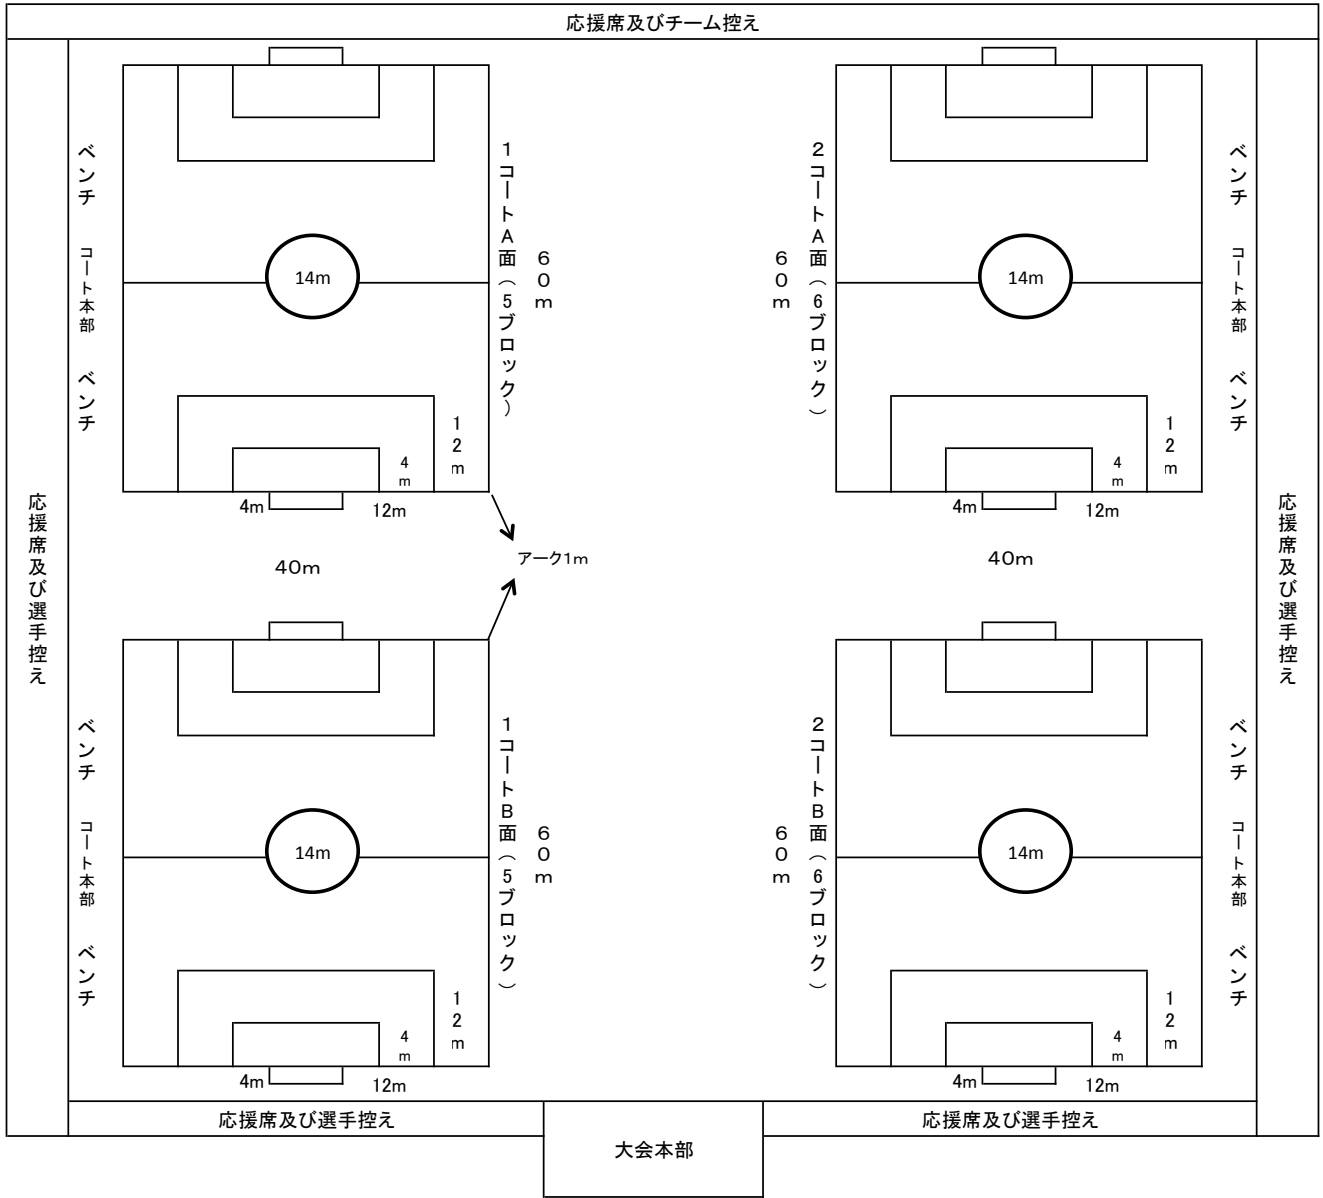 応援席及びチーム控え
ベンチ
コート本部
ベンチ
14m
12m
4m
4m
12m
1コートA面(5ブロック)
60m
2コートA面(6ブロック)
60m
14m
12m
4m
4m
12m
ベンチ
コート本部
ベンチ
応援席及び選手控え
40m
アーク1m
40m
応援席及び選手控え
ベンチ
コート本部
ベンチ
14m
12m
4m
4m
12m
1コートB面(5ブロック)
60m
2コートB面(6ブロック)
60m
14m
12m
4m
4m
12m
ベンチ
コート本部
ベンチ
応援席及び選手控え
大会本部
応援席及び選手控え